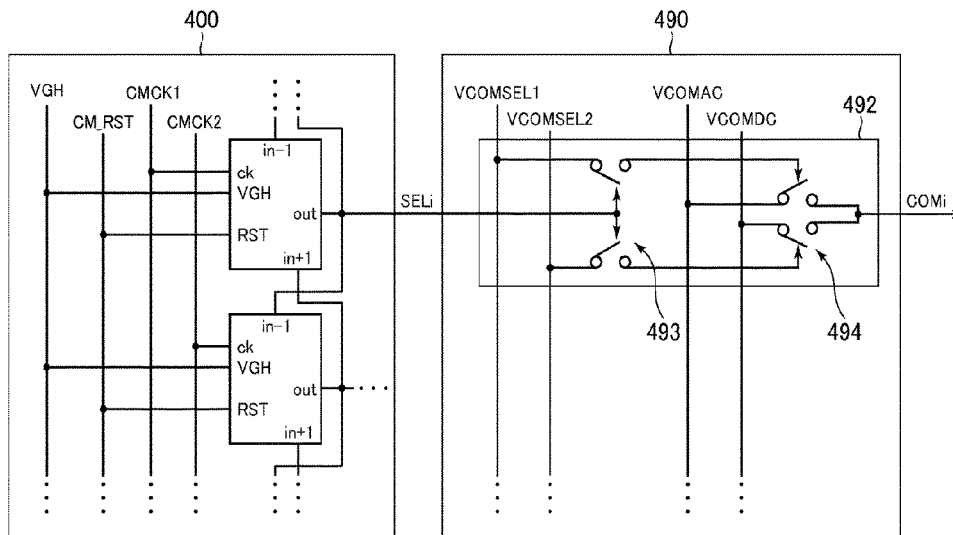 400
490
VGH
CMCK1
CM_RST
CMCK2
in-1
ck
VGH
out
RST
in+1
in-1
ck
VGH
out
RST
in+1
SELi
VCOMSEL1
VCOMSEL2
VCOMAC
VCOMDC
492
COMi
493
494